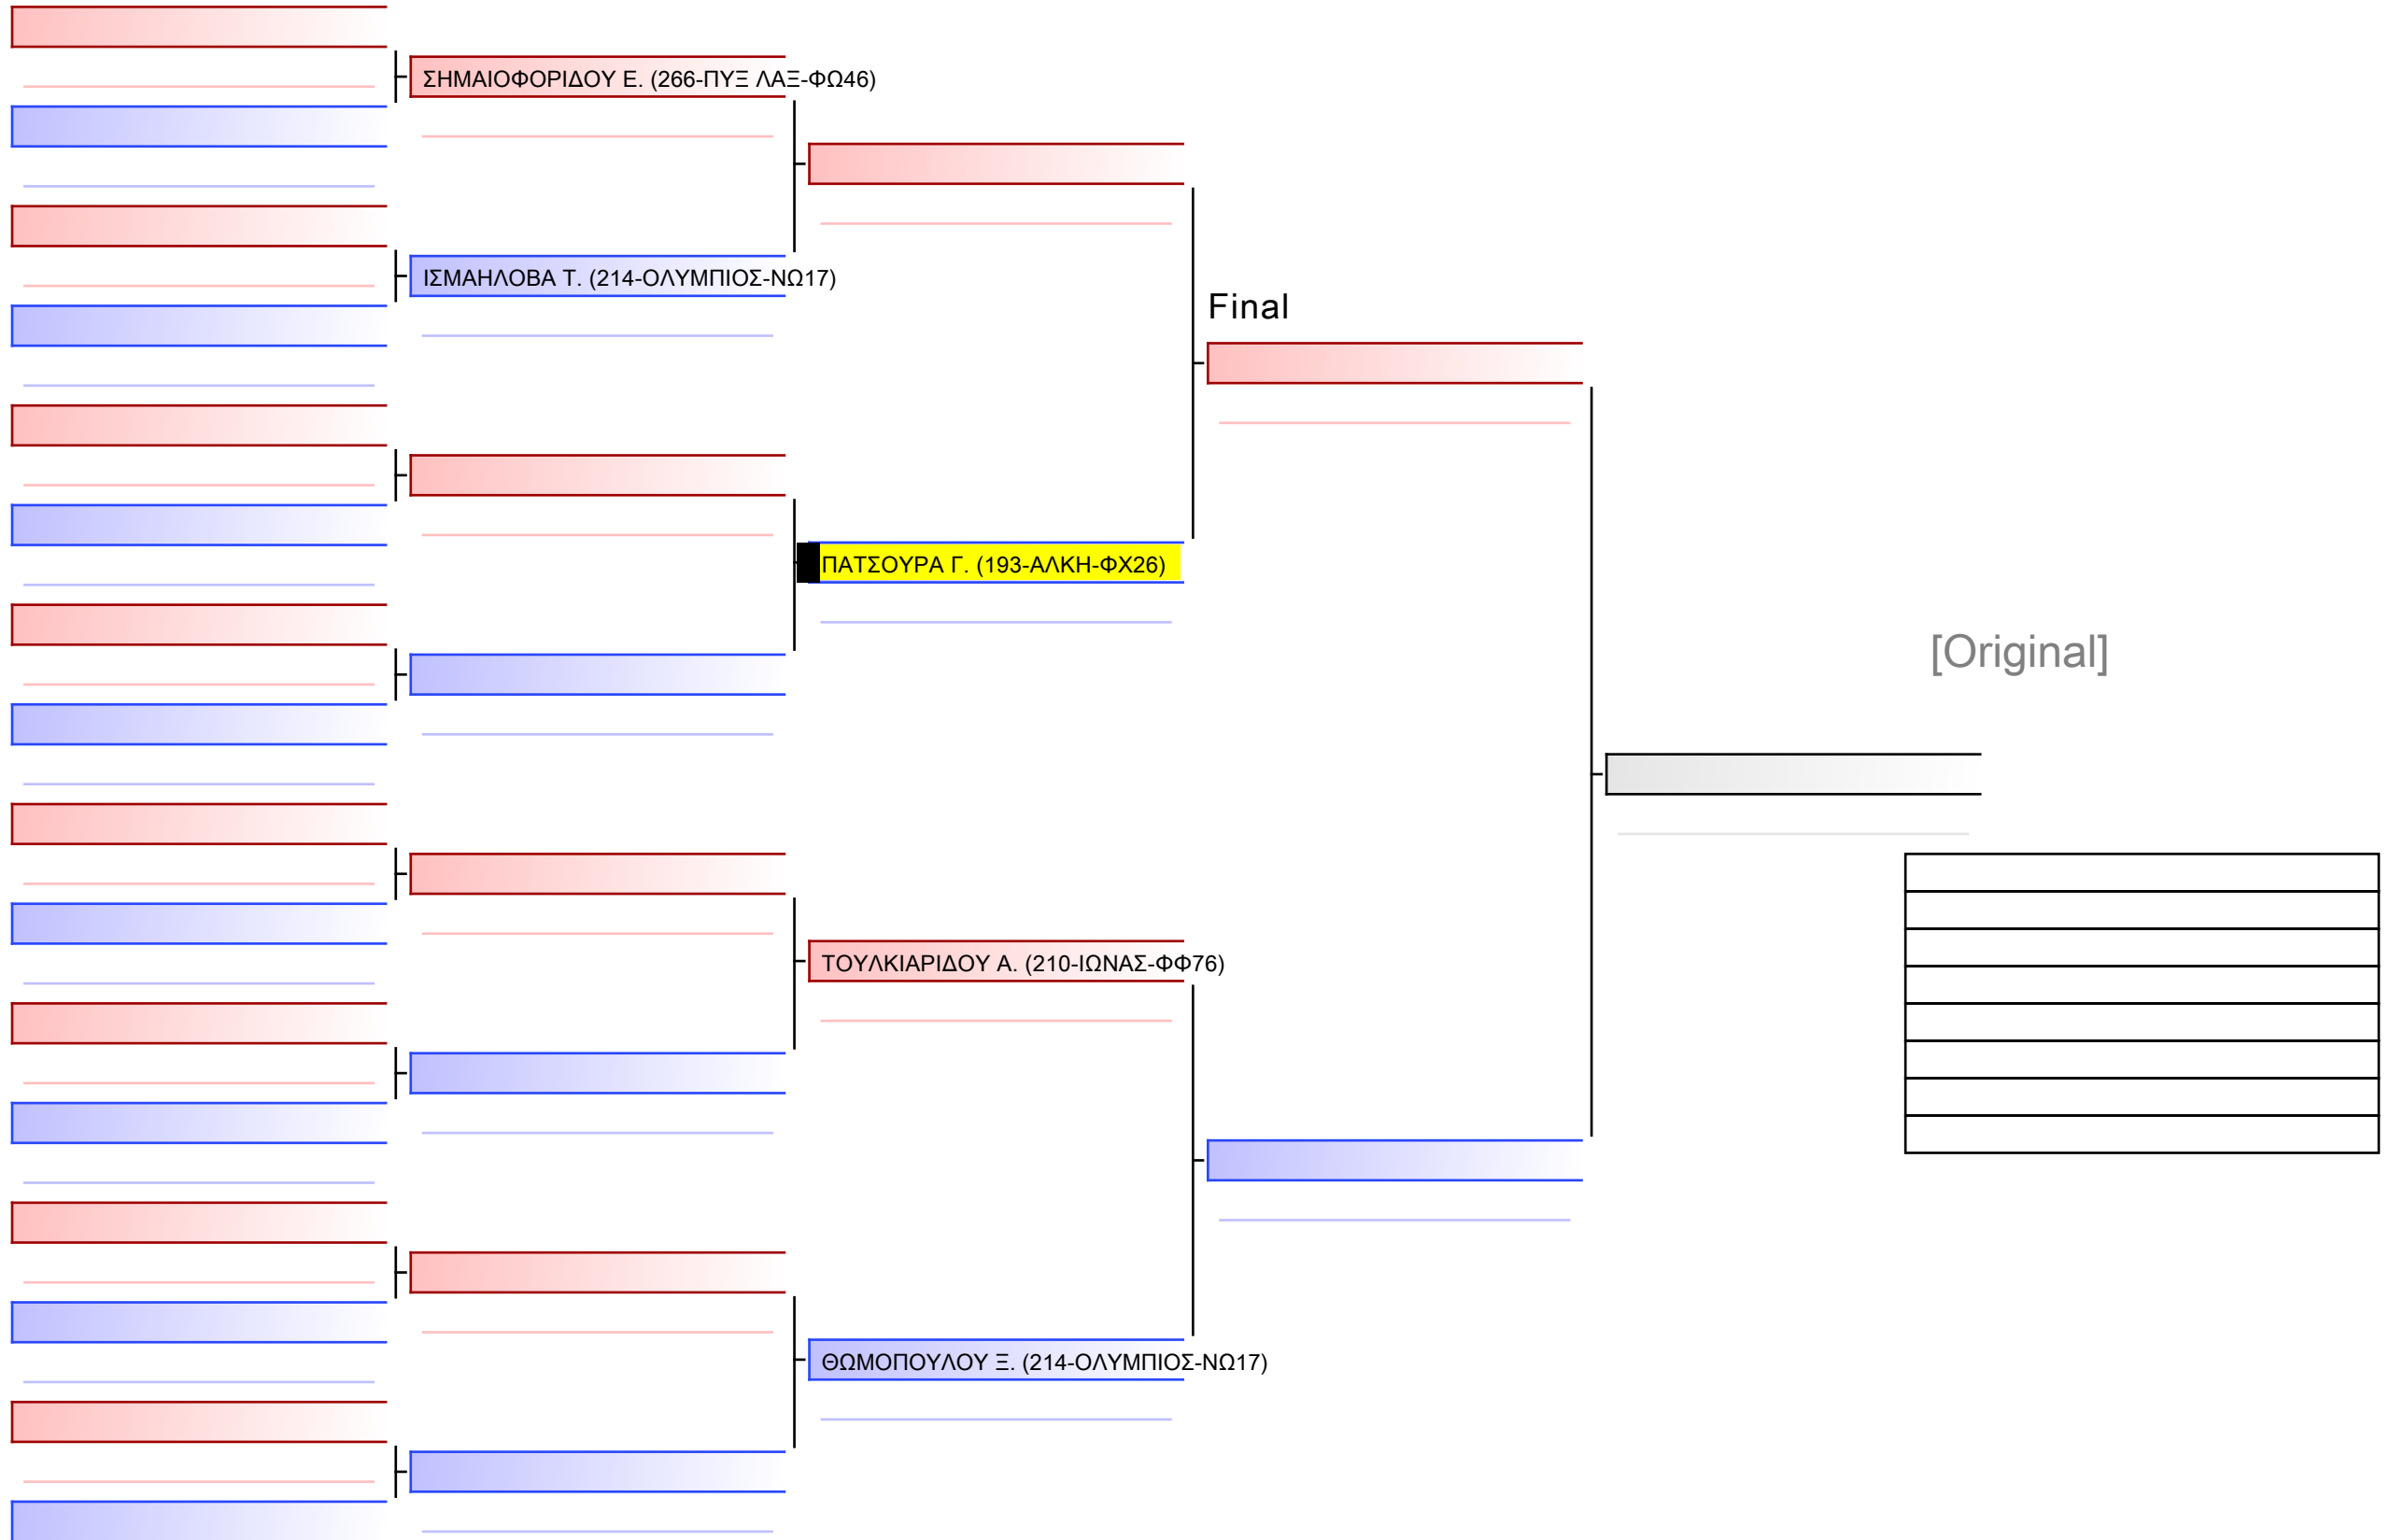 ΣΗΜΑΙΟΦΟΡΙΔΟΥ Ε. (266-ΠΥΞ ΛΑΞ-ΦΩ46)
ΙΣΜΑΗΛΟΒΑ Τ. (214-ΟΛΥΜΠΙΟΣ-ΝΩ17)
Final
ΠΑΤΣΟΥΡΑ Γ. (193-ΑΛΚΗ-ΦΧ26)
[Original]
ΤΟΥΛΚΙΑΡΙΔΟΥ Α. (210-ΙΩΝΑΣ-ΦΦ76)
ΘΩΜΟΠΟΥΛΟΥ Ξ. (214-ΟΛΥΜΠΙΟΣ-ΝΩ17)